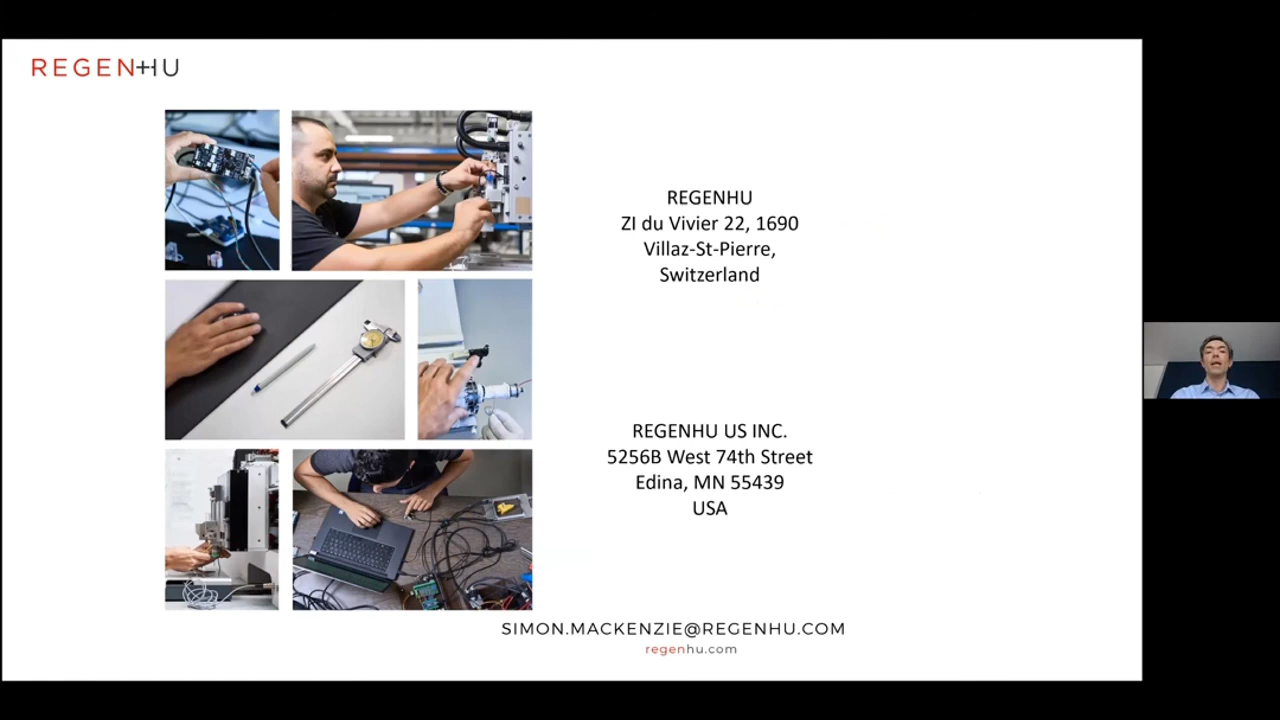 REGENHU
REGENHU
ZI du Vivier 22, 1690
Villaz-St-Pierre,
Switzerland
REGENHU US INC.
5256B West 74th Street
Edina, MN 55439
USA
SIMON.MACKENZIE@REGENHU.COM
regenhu.com